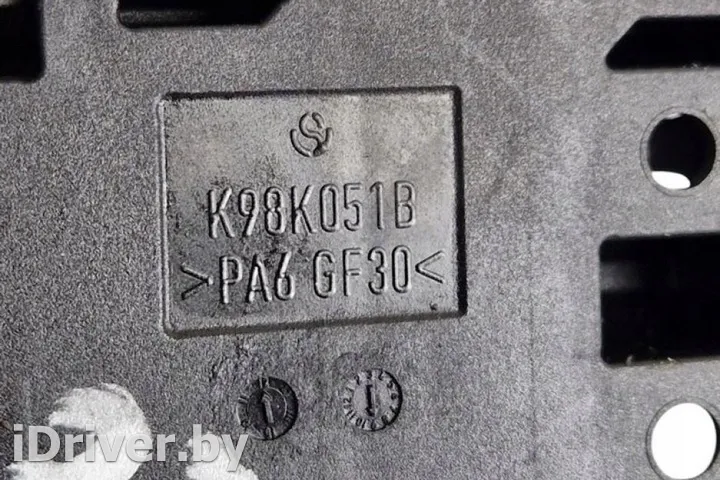 K98K051B
>PA6 GF30<
iDriver.by